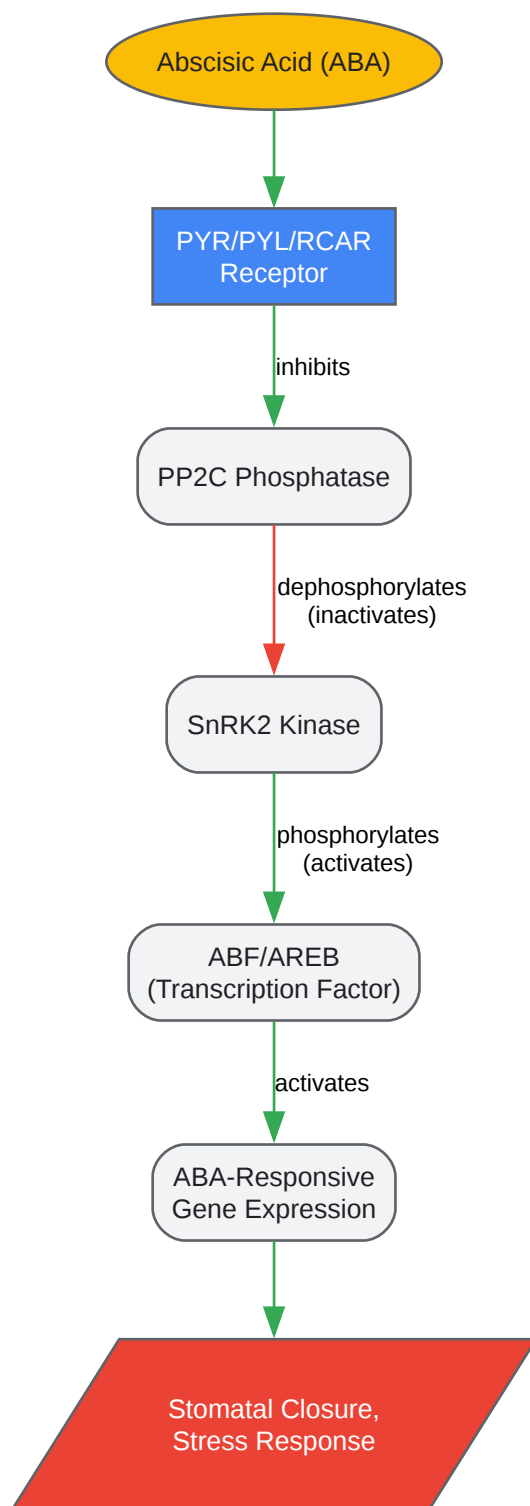 Abscisic Acid (ABA)
PYR/PYL/RCAR
Receptor
inhibits
PP2C Phosphatase
dephosphorylates
(inactivates)
SnRK2 Kinase
phosphorylates
(activates)
ABF/AREB
(Transcription Factor)
activates
ABA-Responsive
Gene Expression
Stomatal Closure,
Stress Response